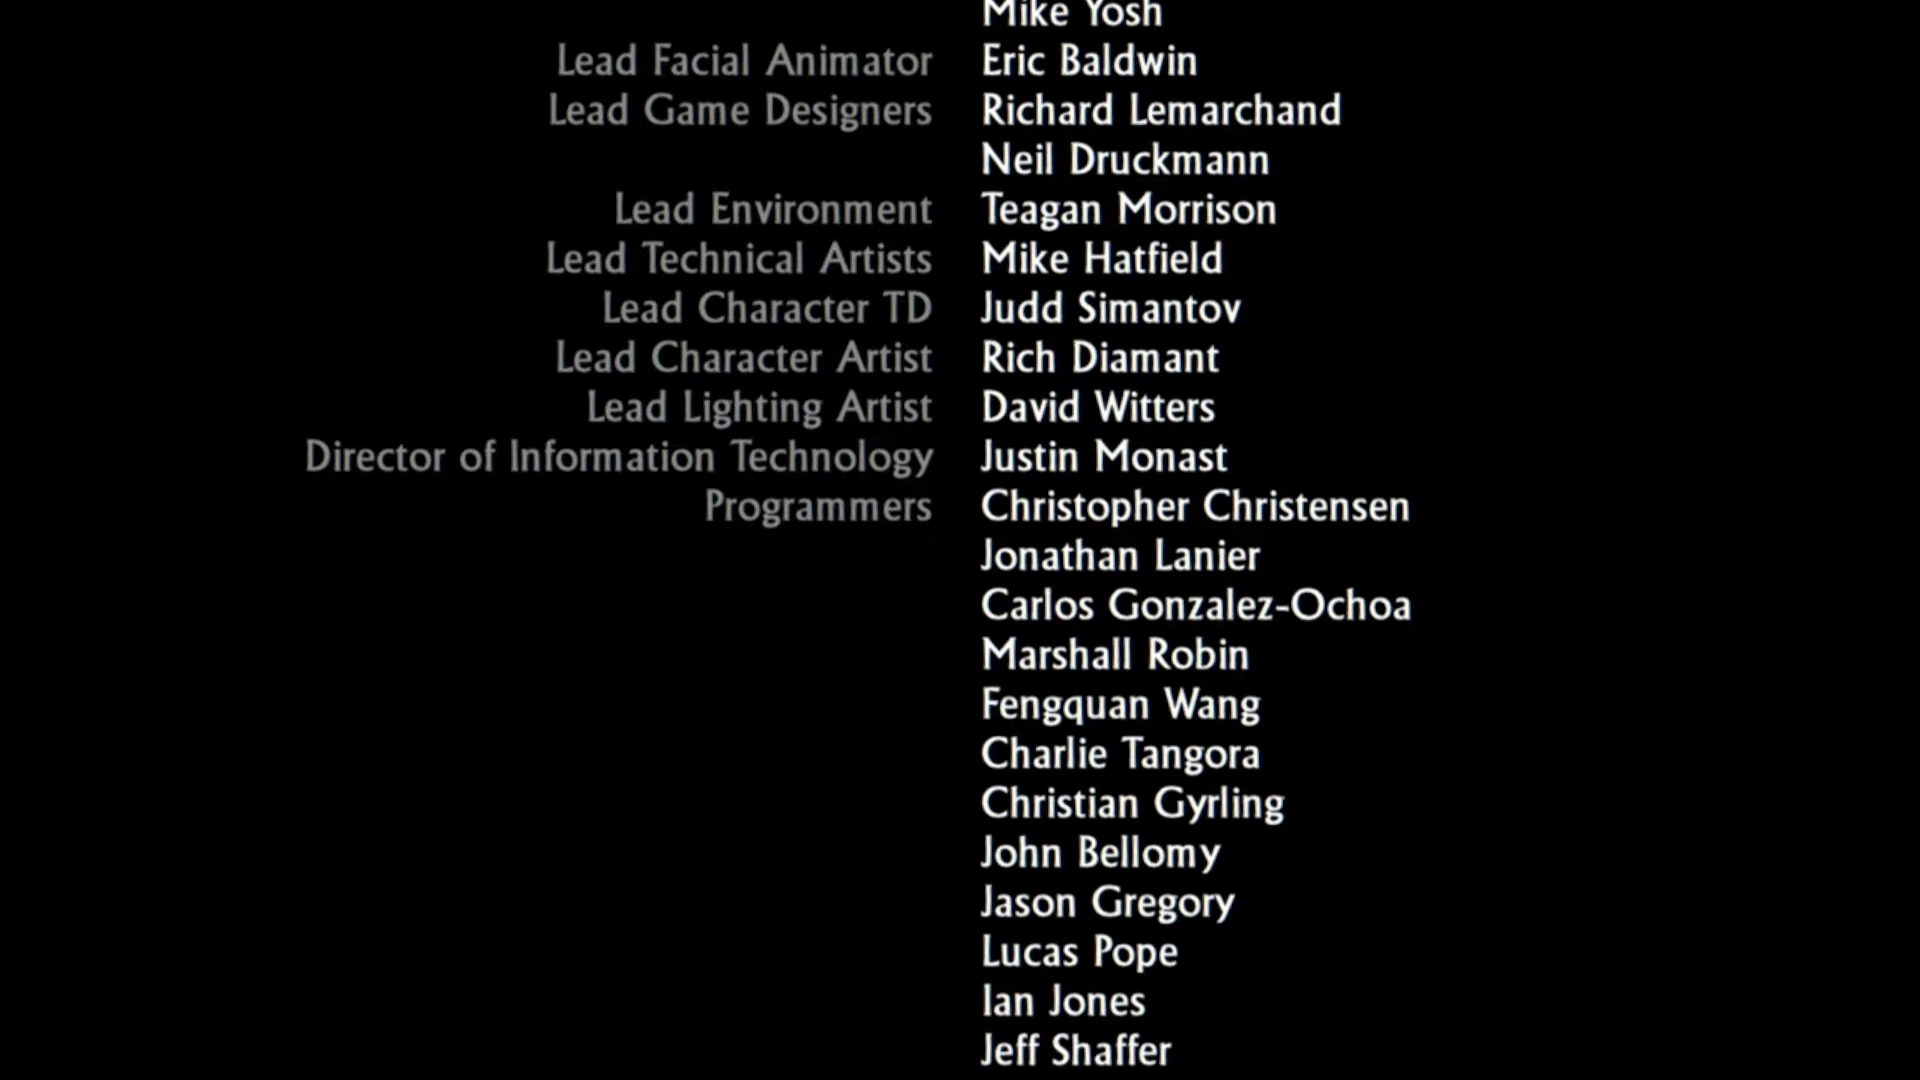 Mike Yosh
Lead Facial Animator Eric Baldwin
Lead Game Designers Richard Lemarchand
Neil Druckmann
Lead Environment Teagan Morrison
Lead Technical Artists Mike Hatfield
Lead Character TD Judd Simantov
Lead Character Artist Rich Diamant
Lead Lighting Artist David Witters
Director of Information Technology Justin Monast
Programmers Christopher Christensen
Jonathan Lanier
Carlos Gonzalez-Ochoa
Marshall Robin
Fengquan Wang
Charlie Tangora
Christian Gyrling
John Bellomy
Jason Gregory
Lucas Pope
Ian Jones
Jeff Shaffer